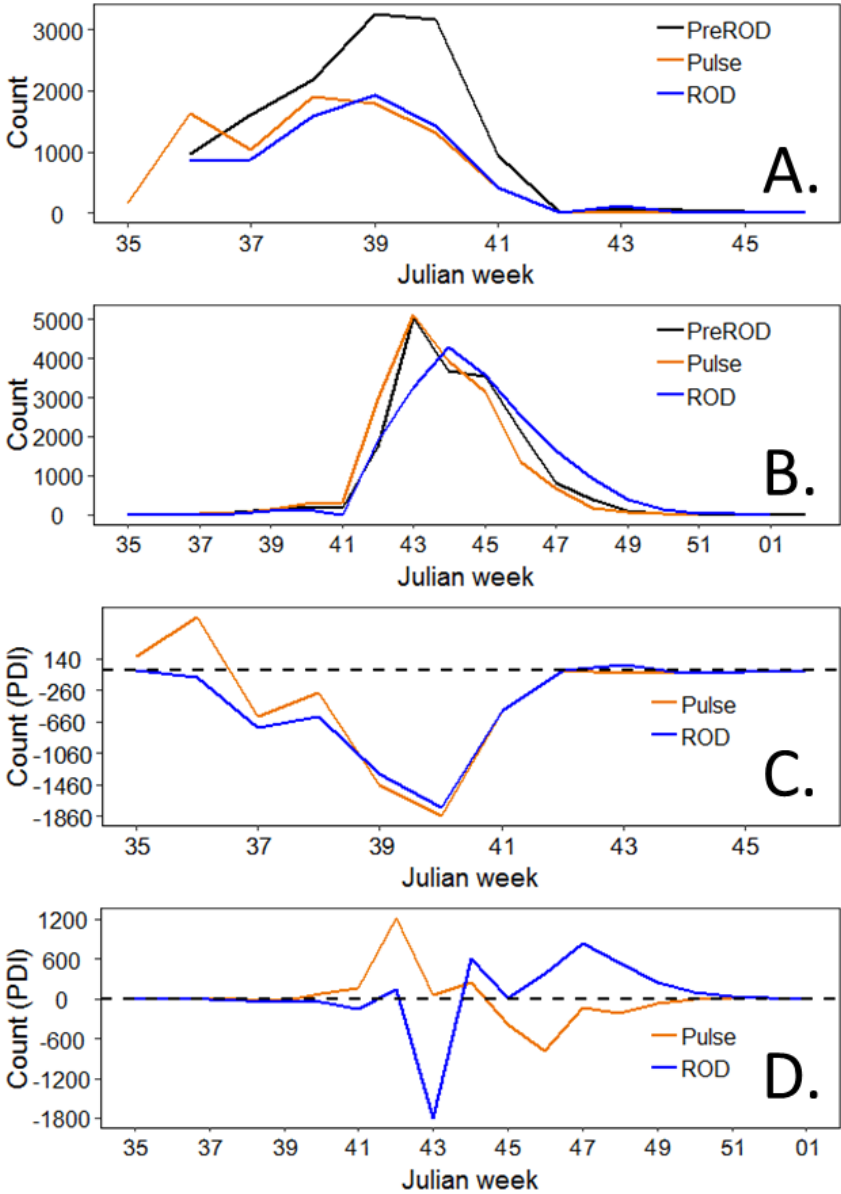 3000
2000
1000
0
Count
PreROD
Pulse
ROD
A.
35 37 39 41 43 45
Julian week
5000
4000
3000
2000
1000
0
Count
PreROD
Pulse
ROD
B.
35 37 39 41 43 45 47 49 51 01
Julian week
140
-260
-660
-1060
-1460
-1860
Count (PDI)
Pulse
ROD
C.
35 37 39 41 43 45
Julian week
1200
600
0
-600
-1200
-1800
Count (PDI)
Pulse
ROD
D.
35 37 39 41 43 45 47 49 51 01
Julian week